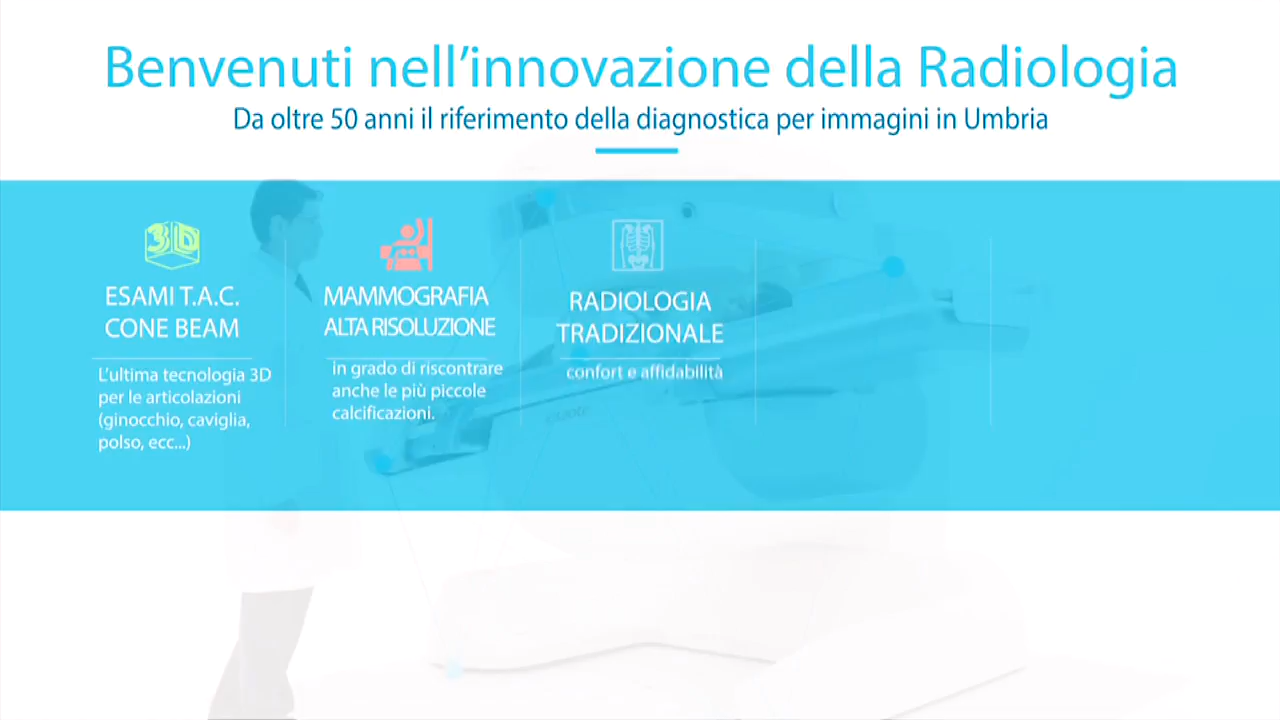 Benvenuti nell'innovazione della Radiologia
Da oltre 50 anni il riferimento della diagnostica per immagini in Umbria
3D
ESAMI T.A.C.
CONE BEAM
L'ultima tecnologia 3D
per le articolazioni
(ginocchio, caviglia,
polso, ecc...)
MAMMOGRAFIA
ALTA RISOLUZIONE
in grado di riscontrare
anche le più piccole
calcificazioni.
RADIOLOGIA
TRADIZIONALE
confort e affidabilità